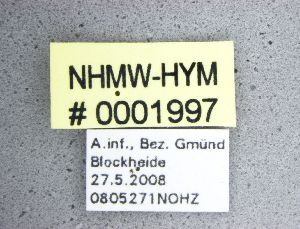 NHMW-HYM
# 0001997
A.inf., Bez. Gmünd
Blockheide
27.5.2008
0805271NOHZ